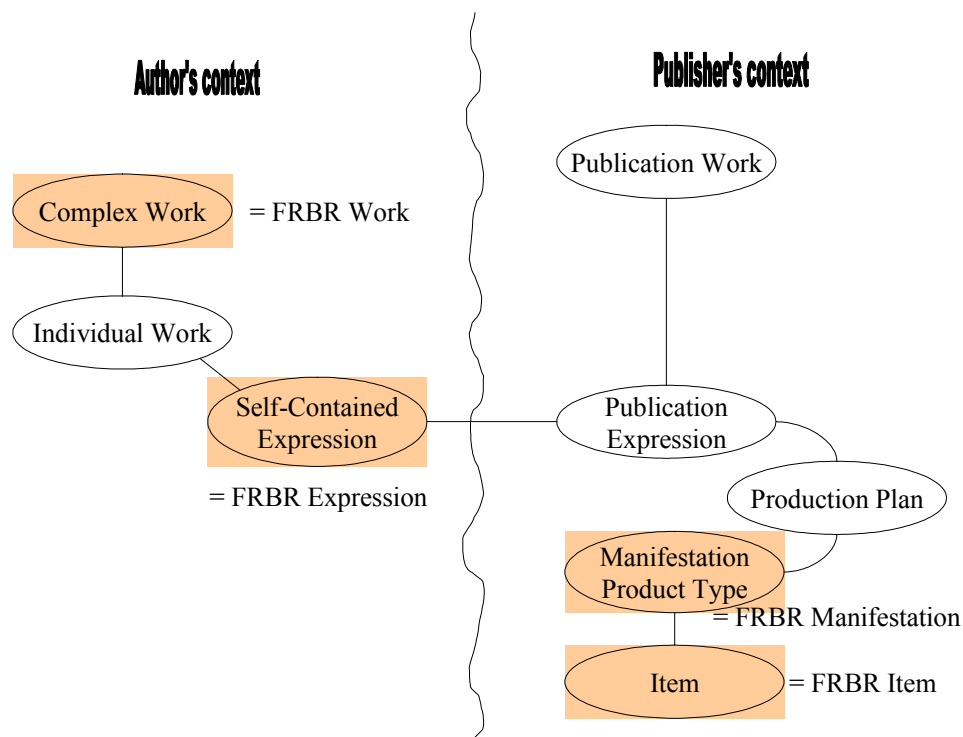 Author's context
Complex Work
= FRBR Work
Individual Work
Self-Contained
Expression
= FRBR Expression
Publisher's context
Publication Work
Publication
Expression
Production Plan
Manifestation
Product Type
= FRBR Manifestation
Item
= FRBR Item